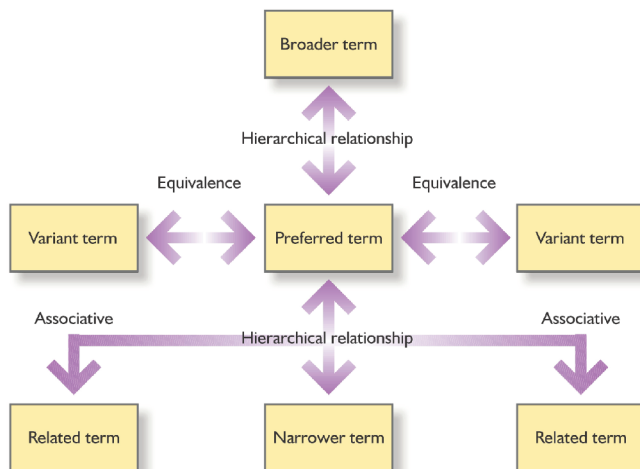 Broader term
Hierarchical relationship
Equivalence
Equivalence
Variant term
Preferred term
Variant term
Associative
Associative
Hierarchical relationship
Related term
Narrower term
Related term